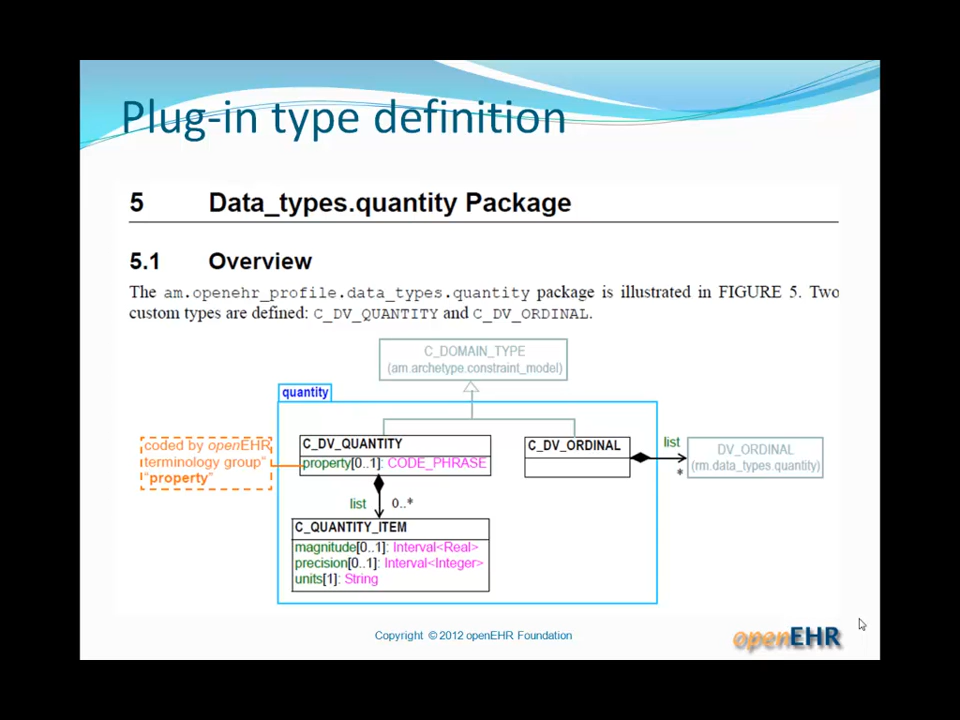 Plug-in type definition
5 Data_types.quantity Package
5.1 Overview
The am.openehr_profile.data_types.quantity package is illustrated in FIGURE 5. Two
custom types are defined: C_DV_QUANTITY and C_DV_ORDINAL.
C_DOMAIN_TYPE
(am.archetype.constraint_model)
quantity
coded by openEHR
terminology group"
"property"
C_DV_QUANTITY
property[0..1]: CODE_PHRASE
C_DV_ORDINAL
list
*
DV_ORDINAL
(rm.data_types.quantity)
list 0..*
C_QUANTITY_ITEM
magnitude[0..1]: Interval<Real>
precision[0..1]: Interval<Integer>
units[1]: String
Copyright © 2012 openEHR Foundation
openEHR